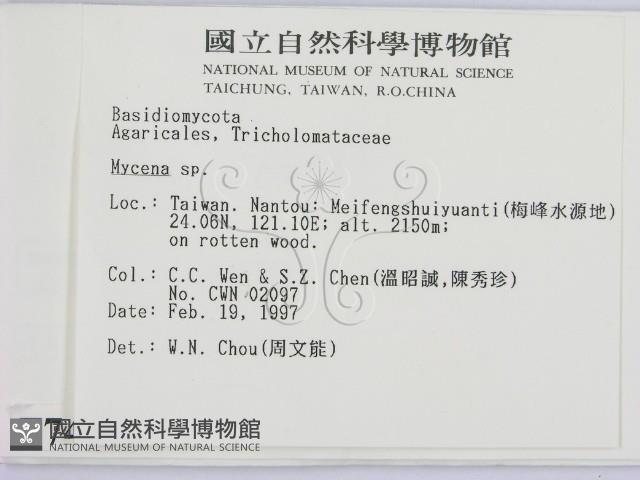 國立自然科學博物館
NATIONAL MUSEUM OF NATURAL SCIENCE
TAICHUNG, TAIWAN, R.O.CHINA
Basidiomycota
Agaricales, Tricholomataceae
Mycena sp.
Loc.: Taiwan. Nantou: Meifengshuiyuanti(梅峰水源地)
24.06N, 121.10E; alt. 2150m;
on rotten wood.
Col.: C.C. Wen & S.Z. Chen(溫昭誠,陳秀珍)
No. CWN 02097
Date: Feb. 19, 1997
Det.: W.N. Chou(周文能)
國立自然科學博物館
NATIONAL MUSEUM OF NATURAL SCIENCE